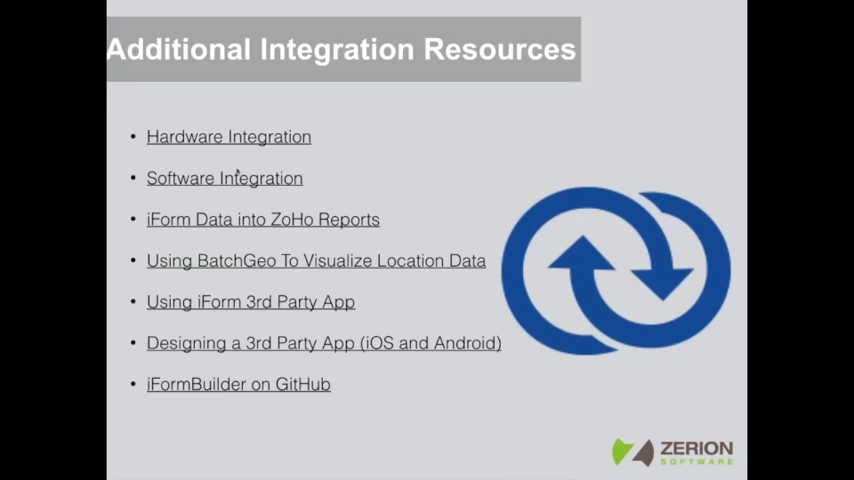 Additional Integration Resources
• Hardware Integration
• Software Integration
• iForm Data into ZoHo Reports
• Using BatchGeo To Visualize Location Data
• Using iForm 3rd Party App
• Designing a 3rd Party App (iOS and Android)
• iFormBuilder on GitHub
ZERION
SOFTWARE